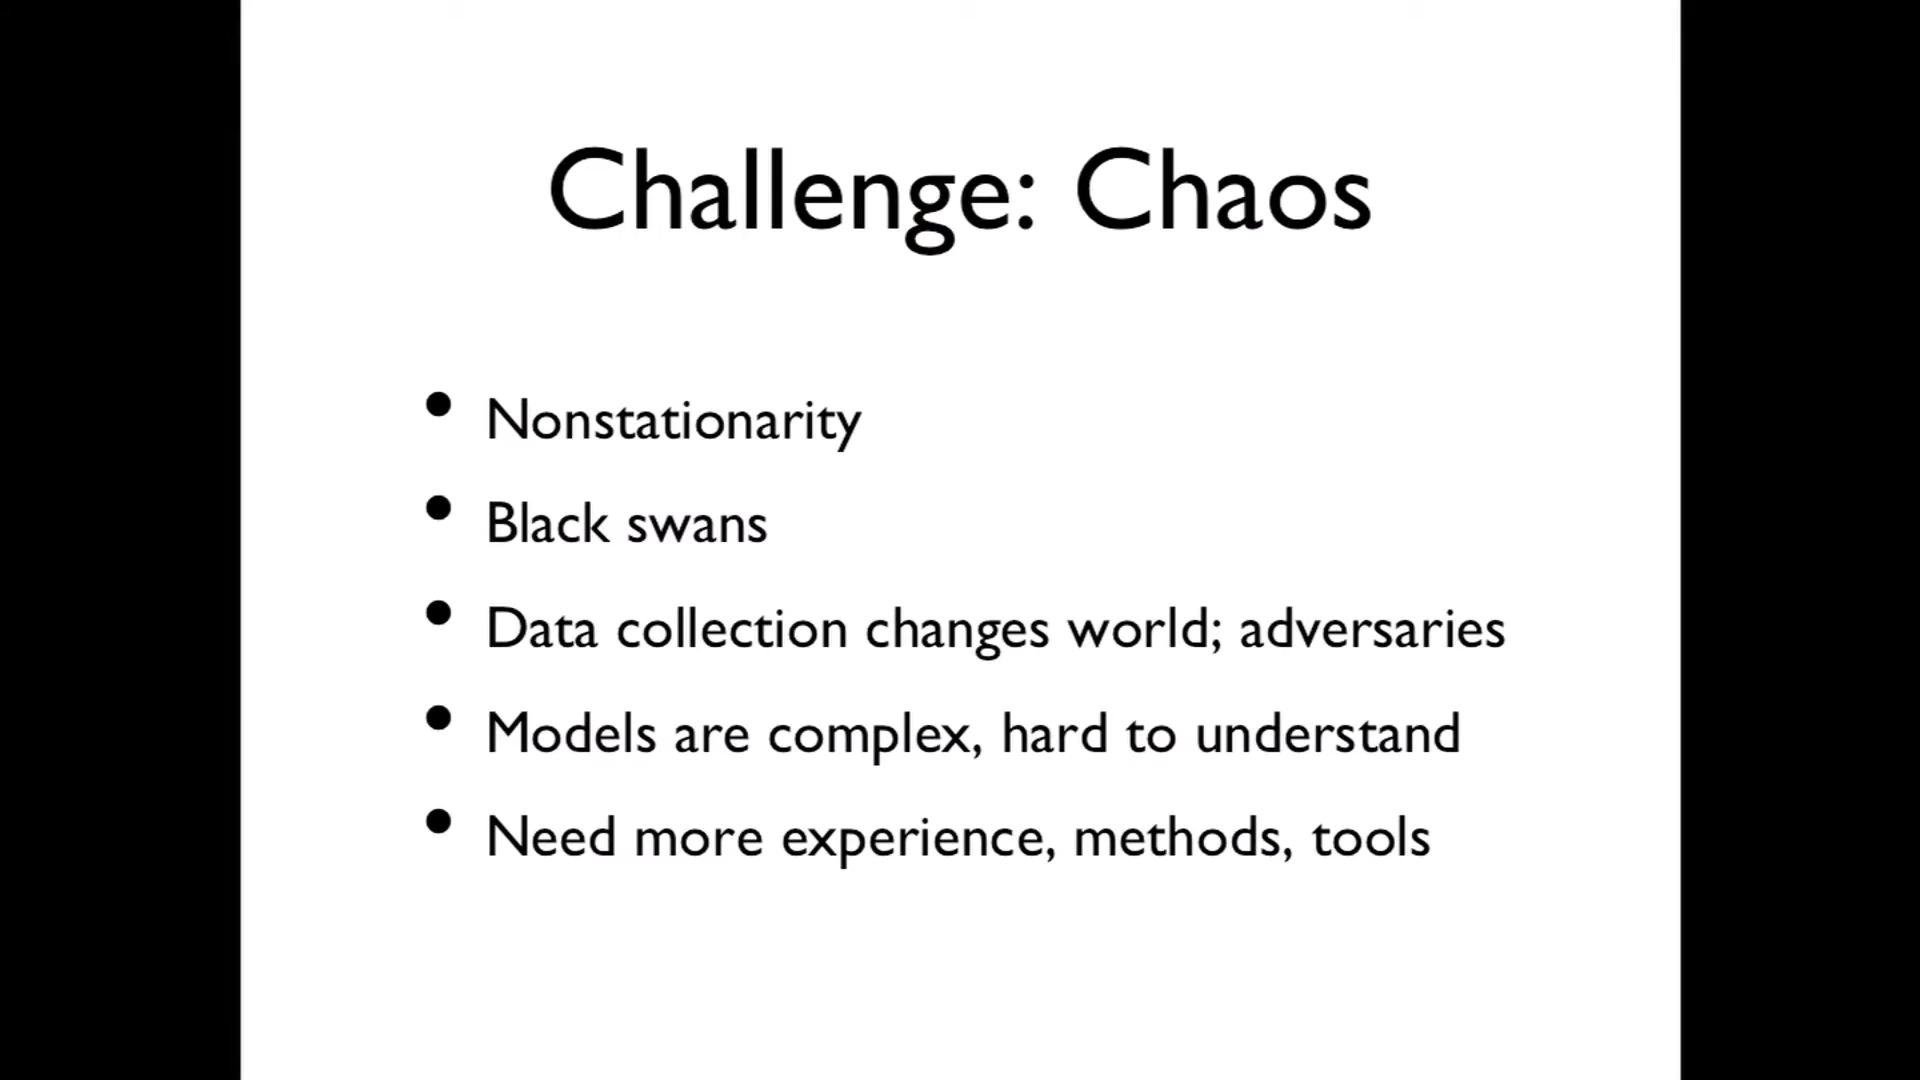 Challenge: Chaos
• Nonstationarity
• Black swans
• Data collection changes world; adversaries
• Models are complex, hard to understand
• Need more experience, methods, tools